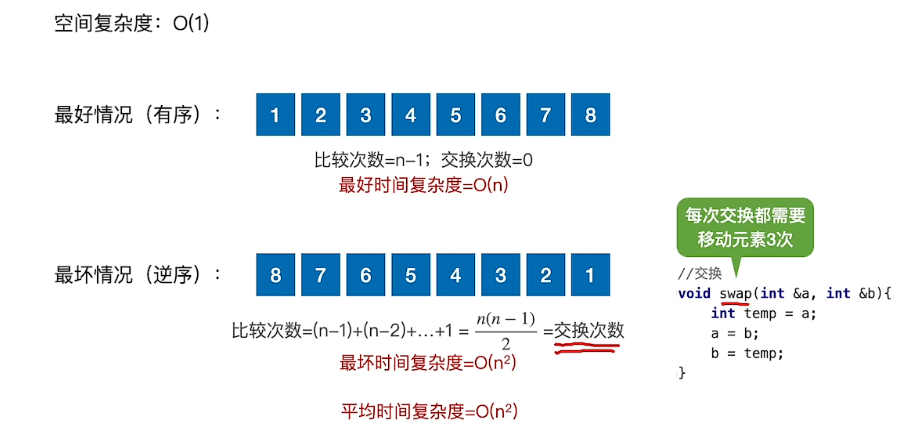 空间复杂度：O(1)
最好情况（有序）：
1 2 3 4 5 6 7 8
比较次数=n–1；交换次数=0
最好时间复杂度=O(n)
每次交换都需要
移动元素3次
最坏情况（逆序）：
8 7 6 5 4 3 2 1
比较次数=(n–1)+(n–2)+…+1 = n(n − 1)/2 =交换次数
最坏时间复杂度=O(n²)
平均时间复杂度=O(n²)
//交换
void swap(int &a, int &b){
    int temp = a;
    a = b;
    b = temp;
}